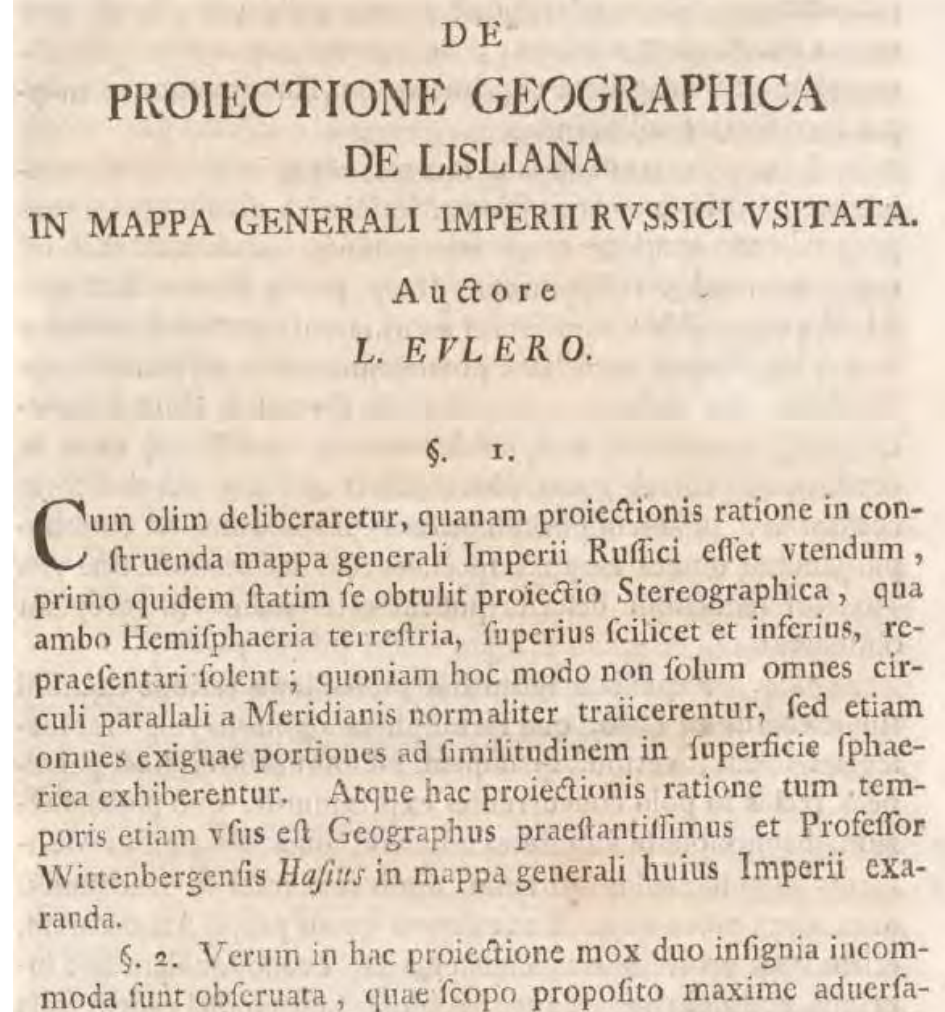 DE
PROIECTIONE GEOGRAPHICA
DE LISLIANA
IN MAPPA GENERALI IMPERII RVSSICI VSITATA.
Auctore
L. EVLERO.
§. 1.
Cum olim deliberaretur, quanam proiectionis ratione in con-
ſtruenda mappa generali Imperii Ruſſici eſſet vtendum ,
primo quidem ſtatim ſe obtulit proiectio Stereographica , qua
ambo Hemiſphaeria terreſtria, ſuperius ſcilicet et inferius, re-
praeſentari ſolent ; quoniam hoc modo non ſolum omnes cir-
culi parallali a Meridianis normaliter traiicerentur, ſed etiam
omnes exiguae portiones ad ſimilitudinem in ſuperficie ſphae-
rica exhiberentur. Atque hac proiectionis ratione tum tem-
poris etiam vſus eſt Geographus praeſtantiſſimus et Profeſſor
Wittenbergenſis Haſius in mappa generali huius Imperii exa-
randa.
§. 2. Verum in hac proiectione mox duo inſignia incom-
moda ſunt obſeruata , quae ſcopo propoſito maxime aduerſa-